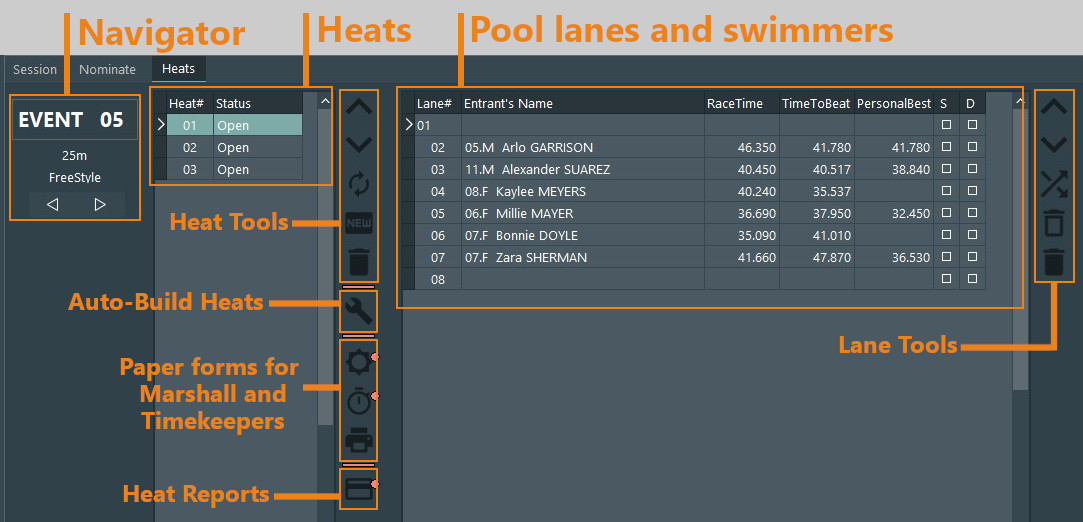 Navigator
Heats
Pool lanes and swimmers
Session Nominate Heats
EVENT 05
25m
FreeStyle
Heat# Status
01 Open
02 Open
03 Open
NEW
Lane# Entrant's Name RaceTime TimeToBeat PersonalBest S D
01
02 05.M Arlo GARRISON 46.350 41.780 41.780
03 11.M Alexander SUAREZ 40.450 40.517 38.840
04 08.F Kaylee MEYERS 40.240 35.537
05 06.F Millie MAYER 36.690 37.950 32.450
06 07.F Bonnie DOYLE 35.090 41.010
07 07.F Zara SHERMAN 41.660 47.870 36.530
08
Heat Tools
Auto-Build Heats
Paper forms for
Marshall and
Timekeepers
Heat Reports
Lane Tools